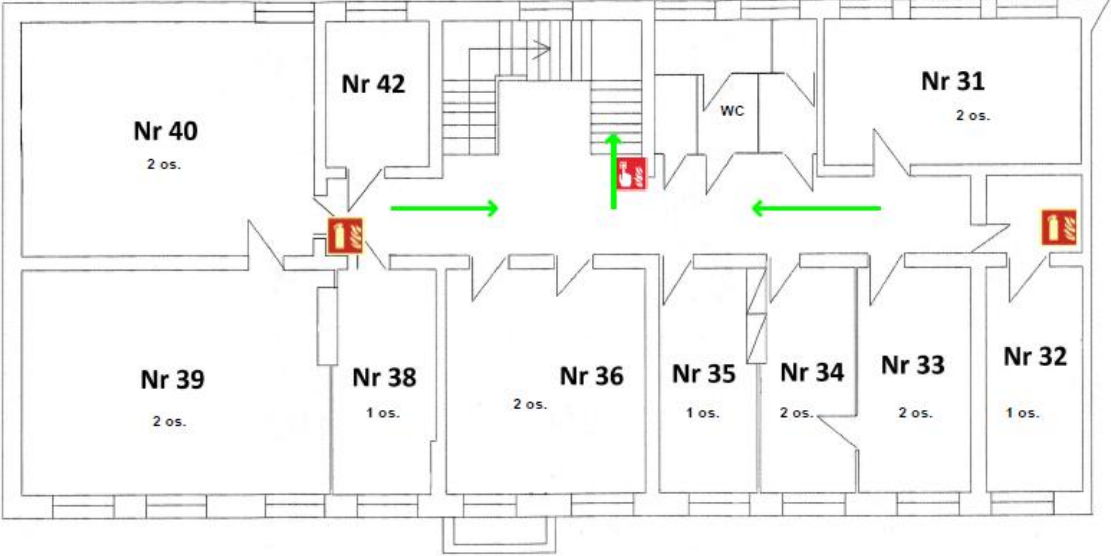 Nr 42
Nr 31
2 os.
WC
Nr 40
2 os.
Nr 39
2 os.
Nr 38
1 os.
Nr 36
2 os.
Nr 35
1 os.
Nr 34
2 os.
Nr 33
2 os.
Nr 32
1 os.